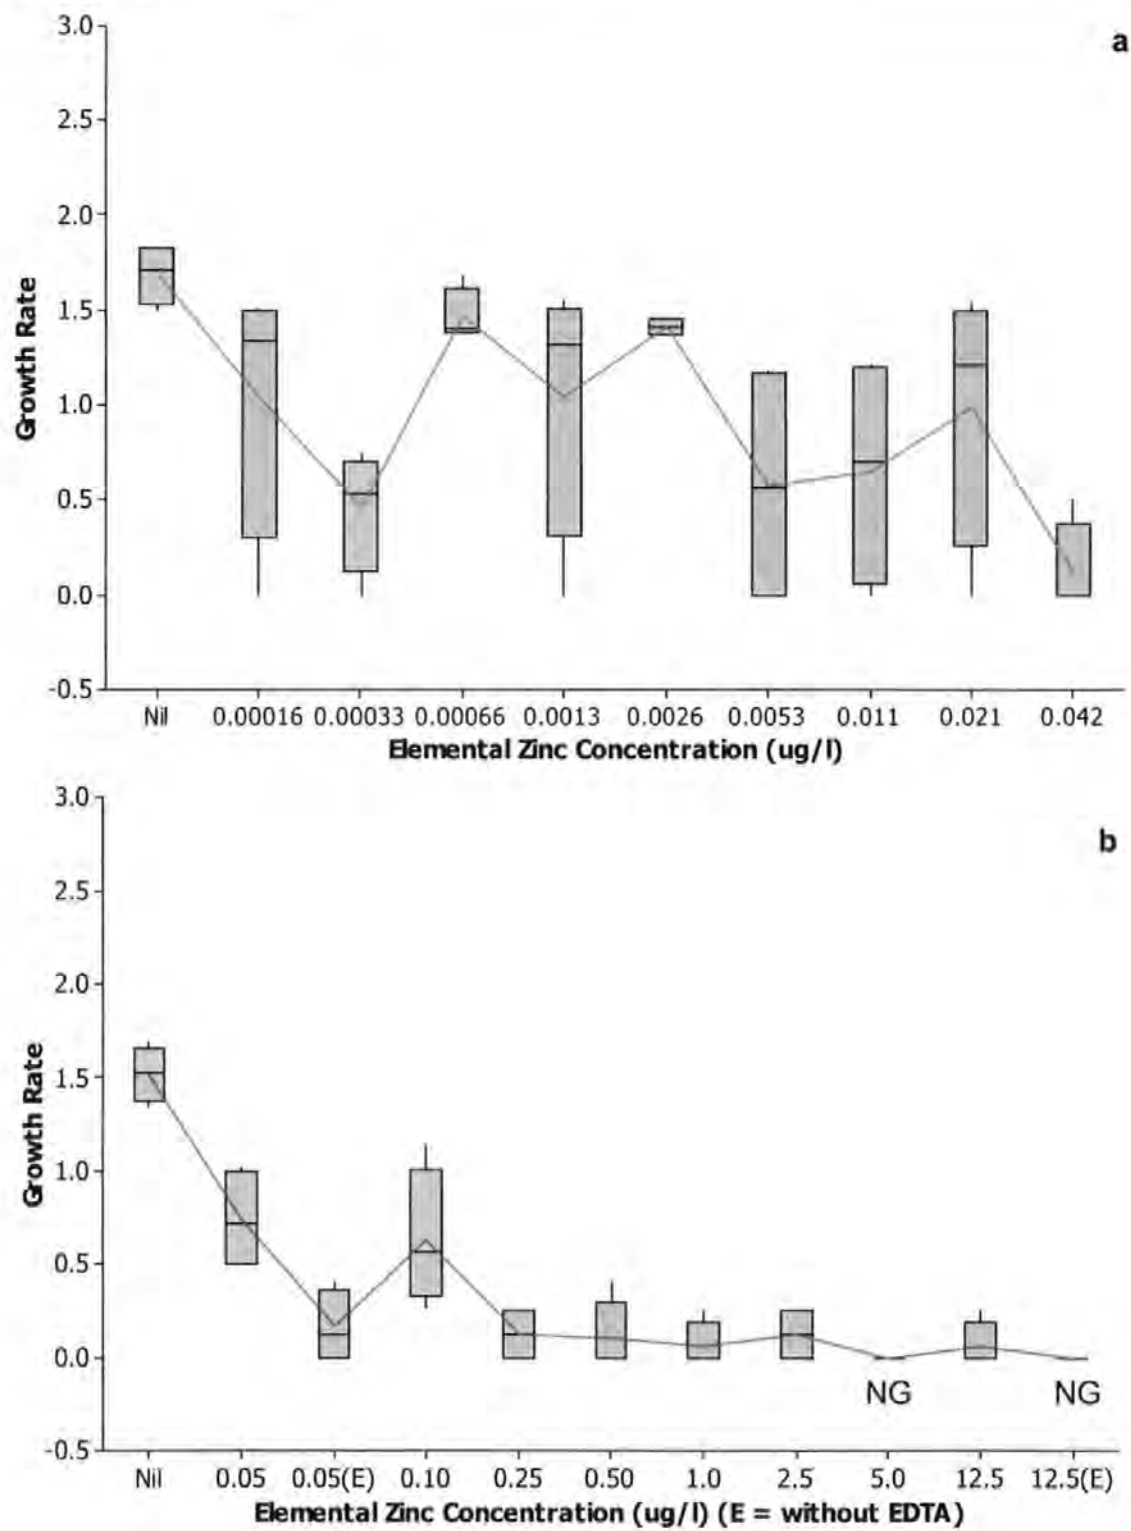 a
3.0
2.5
2.0
1.5
1.0
0.5
0.0
-0.5
Growth Rate
Nil 0.00016 0.00033 0.00066 0.0013 0.0026 0.0053 0.011 0.021 0.042
Elemental Zinc Concentration (ug/l)
b
3.0
2.5
2.0
1.5
1.0
0.5
0.0
-0.5
Growth Rate
NG NG
Nil 0.05 0.05(E) 0.10 0.25 0.50 1.0 2.5 5.0 12.5 12.5(E)
Elemental Zinc Concentration (ug/l) (E = without EDTA)